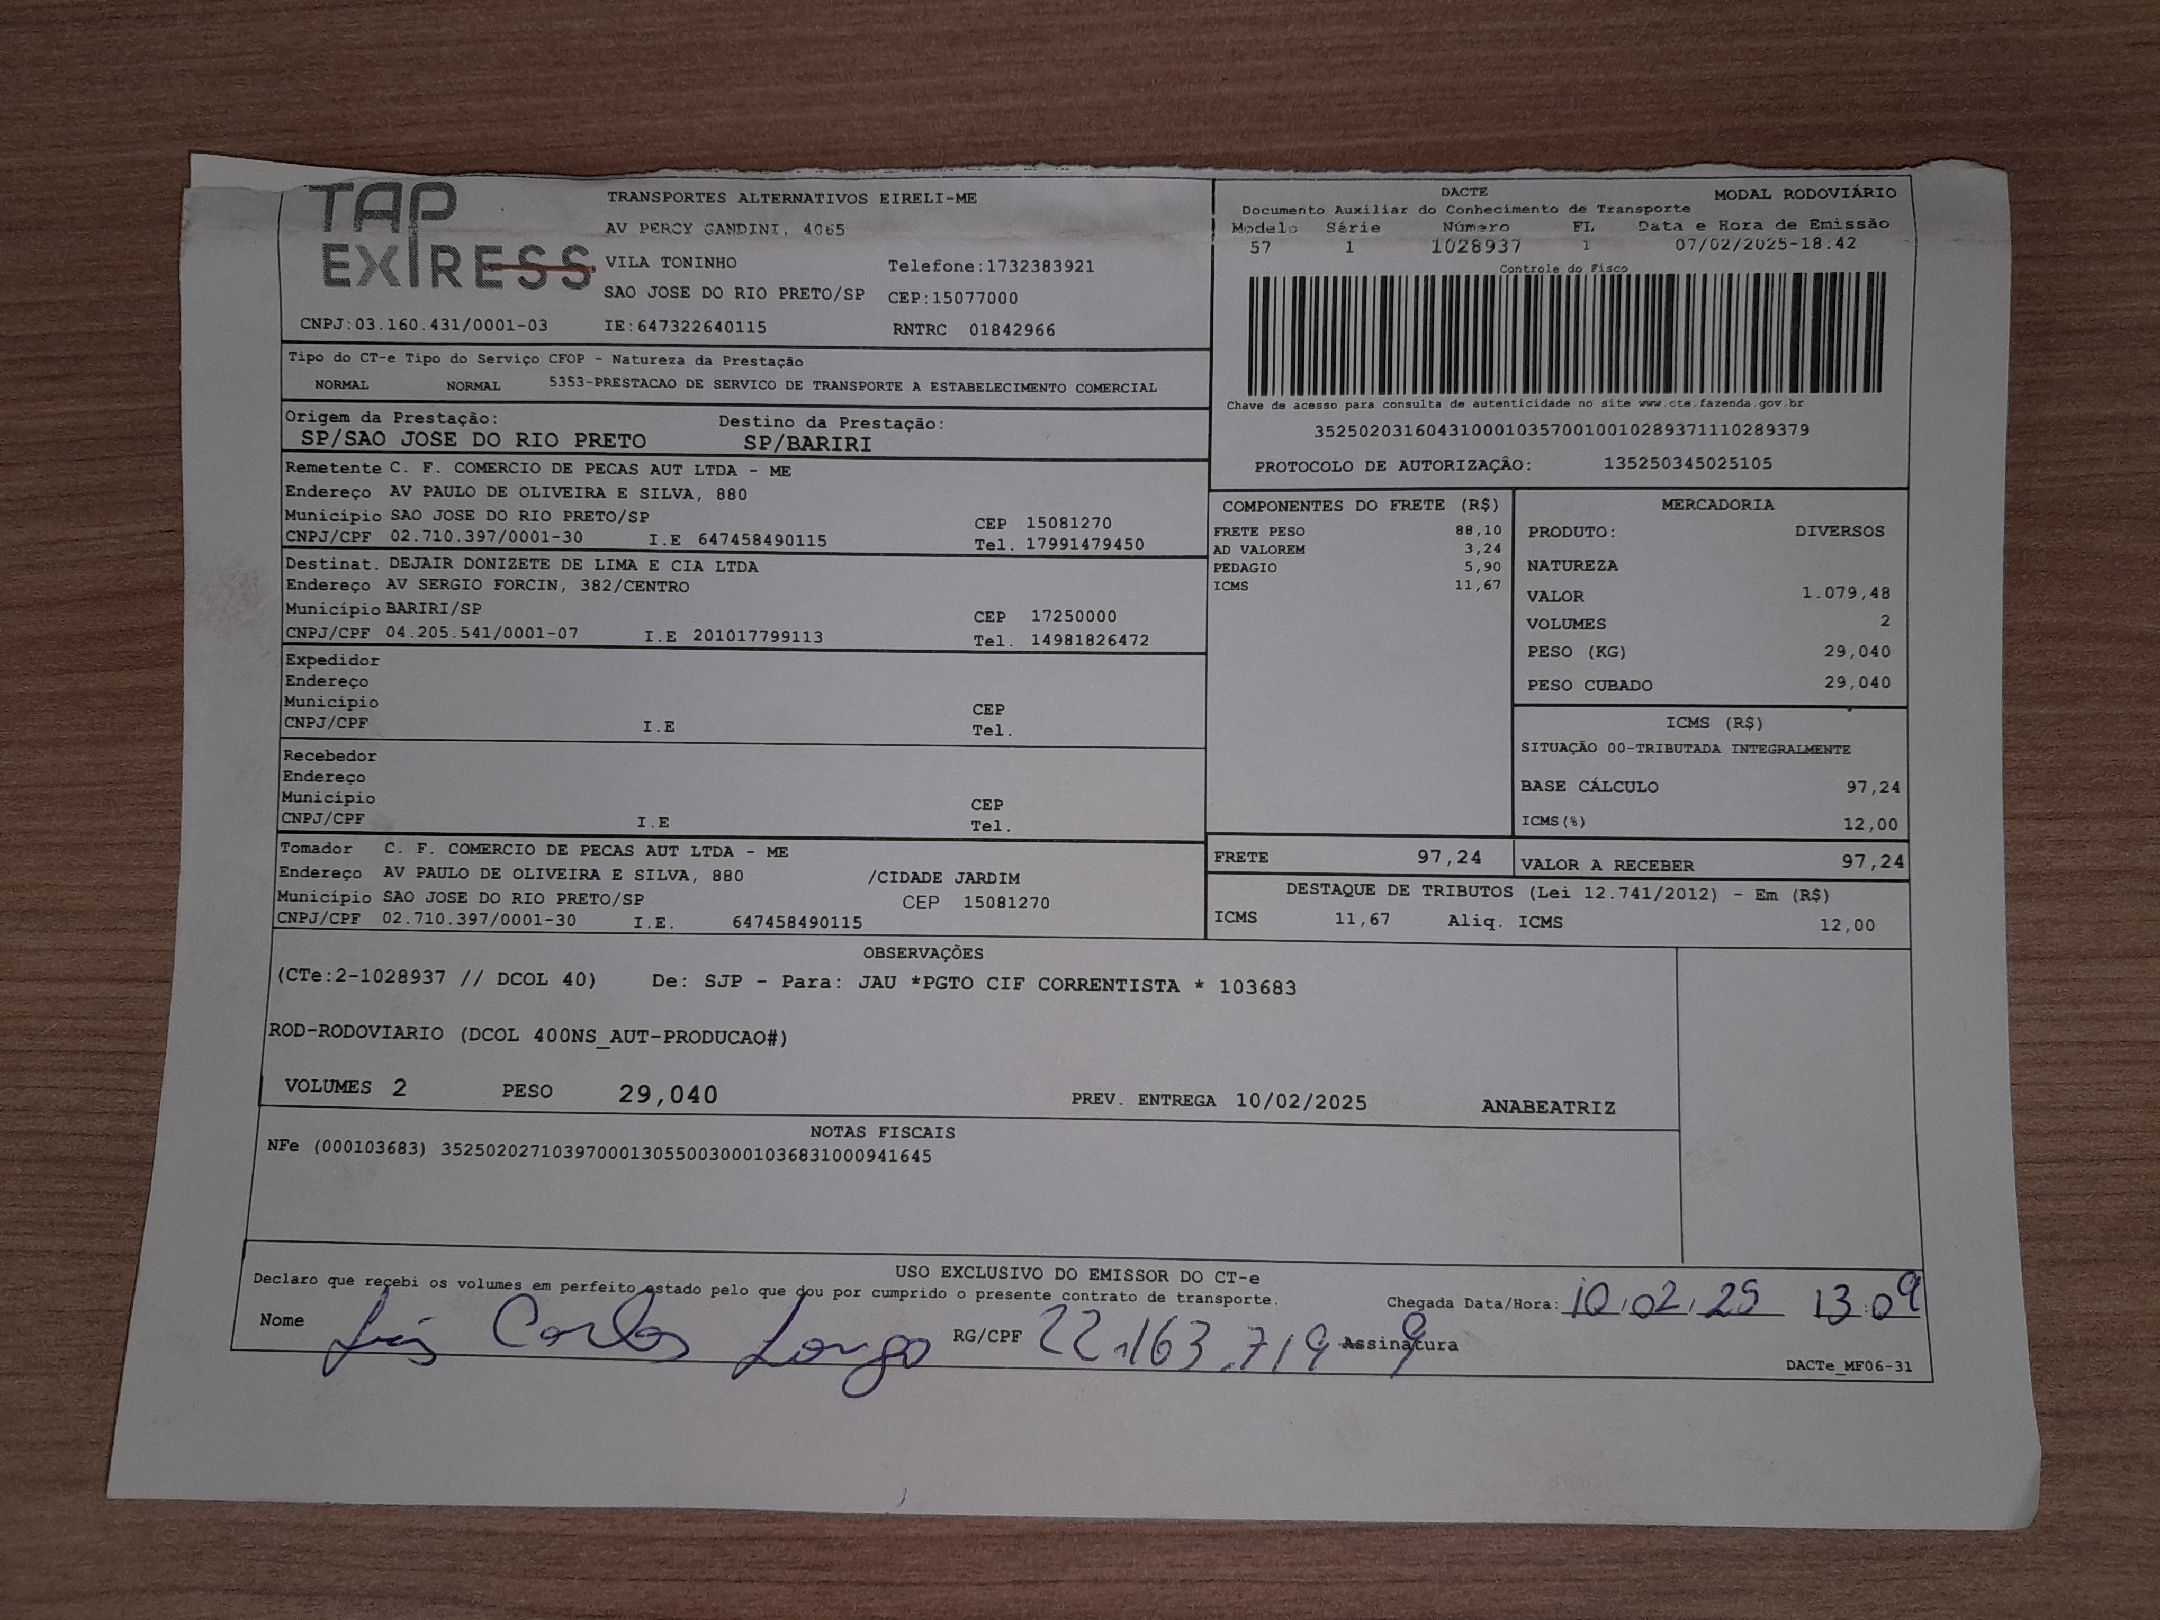 TAP EXPRESS
TRANSPORTES ALTERNATIVOS EIRELI-ME
AV PERCY GANDINI, 4065
VILA TONINHO Telefone:1732383921
SAO JOSE DO RIO PRETO/SP CEP:15077000
CNPJ:03.160.431/0001-03 IE:647322640115 RNTRC 01842966
DACTE MODAL RODOVIÁRIO
Documento Auxiliar do Conhecimento de Transporte
Modelo Série Número FL Data e Hora de Emissão
57 1 1028937 1 07/02/2025-18.42
Controle do Fisco
Chave de acesso para consulta de autenticidade no site www.cte.fazenda.gov.br
35250203160431000103570010010289371110289379
PROTOCOLO DE AUTORIZAÇÃO: 135250345025105
Tipo do CT-e Tipo do Serviço CFOP - Natureza da Prestação
NORMAL NORMAL 5353-PRESTACAO DE SERVICO DE TRANSPORTE A ESTABELECIMENTO COMERCIAL
Origem da Prestação: Destino da Prestação:
SP/SAO JOSE DO RIO PRETO SP/BARIRI
Remetente C. F. COMERCIO DE PECAS AUT LTDA - ME
Endereço AV PAULO DE OLIVEIRA E SILVA, 880
Município SAO JOSE DO RIO PRETO/SP CEP 15081270
CNPJ/CPF 02.710.397/0001-30 I.E 647458490115 Tel. 17991479450
Destinat. DEJAIR DONIZETE DE LIMA E CIA LTDA
Endereço AV SERGIO FORCIN, 382/CENTRO
Município BARIRI/SP CEP 17250000
CNPJ/CPF 04.205.541/0001-07 I.E 201017799113 Tel. 14981826472
Expedidor
Endereço
Município CEP
CNPJ/CPF I.E Tel.
Recebedor
Endereço
Município CEP
CNPJ/CPF I.E Tel.
Tomador C. F. COMERCIO DE PECAS AUT LTDA - ME
Endereço AV PAULO DE OLIVEIRA E SILVA, 880 /CIDADE JARDIM
Município SAO JOSE DO RIO PRETO/SP CEP 15081270
CNPJ/CPF 02.710.397/0001-30 I.E. 647458490115
COMPONENTES DO FRETE (R$)
FRETE PESO 88,10
AD VALOREM 3,24
PEDAGIO 5,90
ICMS 11,67
MERCADORIA
PRODUTO: DIVERSOS
NATUREZA
VALOR 1.079,48
VOLUMES 2
PESO (KG) 29,040
PESO CUBADO 29,040
ICMS (R$)
SITUAÇÃO 00-TRIBUTADA INTEGRALMENTE
BASE CÁLCULO 97,24
ICMS(%) 12,00
FRETE 97,24 VALOR A RECEBER 97,24
DESTAQUE DE TRIBUTOS (Lei 12.741/2012) - Em (R$)
ICMS 11,67 Aliq. ICMS 12,00
OBSERVAÇÕES
(CTe:2-1028937 // DCOL 40) De: SJP - Para: JAU *PGTO CIF CORRENTISTA * 103683
ROD-RODOVIARIO (DCOL 400NS_AUT-PRODUCAO#)
VOLUMES 2 PESO 29,040 PREV. ENTREGA 10/02/2025 ANABEATRIZ
NOTAS FISCAIS
NFe (000103683) 35250202710397000130550030001036831000941645
USO EXCLUSIVO DO EMISSOR DO CT-e
Declaro que recebi os volumes em perfeito estado pelo que dou por cumprido o presente contrato de transporte.
Chegada Data/Hora: 10/02/25 13:09
Nome Luis Carlos Longo RG/CPF 22.163.719-9 Assinatura
DACTe_MF06-31